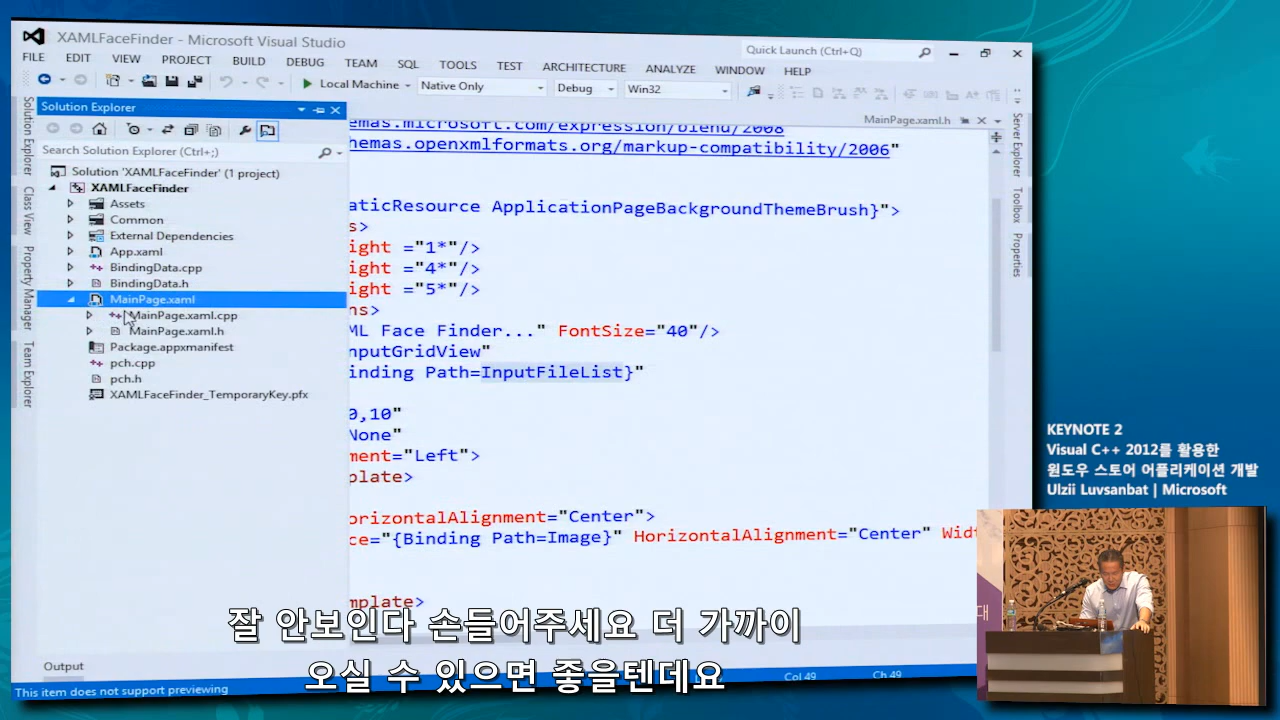 XAMLFaceFinder - Microsoft Visual Studio
Quick Launch (Ctrl+Q)
FILE EDIT VIEW PROJECT BUILD DEBUG TEAM SQL TOOLS TEST ARCHITECTURE ANALYZE WINDOW HELP
Local Machine Native Only Debug Win32
Solution Explorer
MainPage.xaml.h
Search Solution Explorer (Ctrl+;)
Solution 'XAMLFaceFinder' (1 project)
XAMLFaceFinder
Assets
Common
External Dependencies
App.xaml
BindingData.cpp
BindingData.h
MainPage.xaml
MainPage.xaml.cpp
MainPage.xaml.h
Package.appxmanifest
pch.cpp
pch.h
XAMLFaceFinder_TemporaryKey.pfx
Solution Explorer
Class View
Property Manager
Team Explorer
emas.microsoft.com/expression/blend/2008
hemas.openxmlformats.org/markup-compatibility/2006"
aticResource ApplicationPageBackgroundThemeBrush}">
s>
ight ="1*"/>
ight ="4*"/>
ight ="5*"/>
ns>
ML Face Finder..." FontSize="40"/>
nputGridView"
inding Path=InputFileList}"
0,10"
None"
ment="Left">
plate>
orizontalAlignment="Center">
ce="{Binding Path=Image}" HorizontalAlignment="Center" Widt
mplate>
Server Explorer
Toolbox
Properties
Output
Col 49 Ch 49
This item does not support previewing
KEYNOTE 2
Visual C++ 2012를 활용한
윈도우 스토어 어플리케이션 개발
Ulzii Luvsanbat | Microsoft
대
잘 안보인다 손들어주세요 더 가까이
오실 수 있으면 좋을텐데요